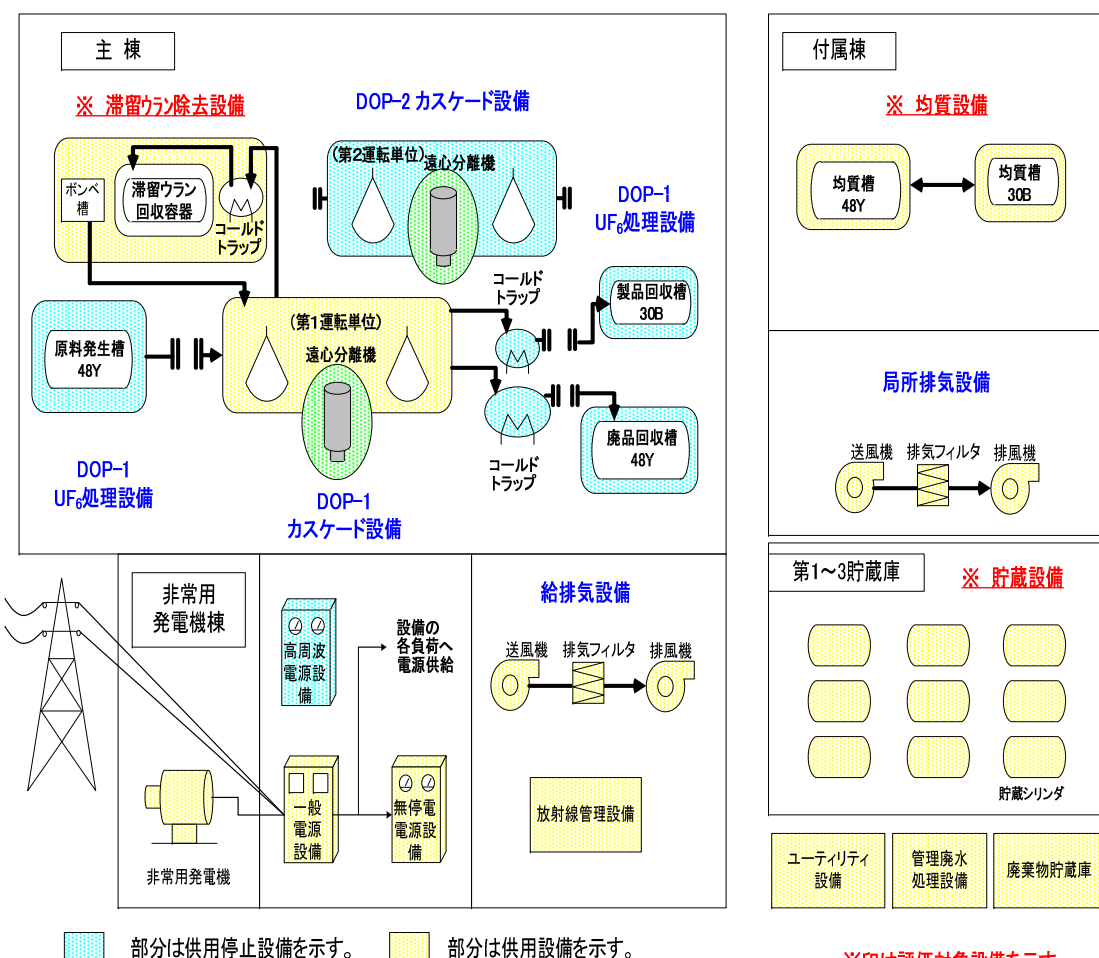 主 棟
※ 滞留ウラン除去設備
DOP-2 カスケード設備
(第2運転単位)
遠心分離機
ボンベ
槽
滞留ウラン
回収容器
コールド
トラップ
DOP-1
UF₆処理設備
コールド
トラップ
製品回収槽
30B
(第1運転単位)
遠心分離機
原料発生槽
48Y
廃品回収槽
48Y
コールド
トラップ
DOP-1
UF₆処理設備
DOP-1
カスケード設備
付属棟
※ 均質設備
均質槽
48Y
均質槽
30B
局所排気設備
送風機
排気フィルタ
排風機
第1~3貯蔵庫
※ 貯蔵設備
貯蔵シリンダ
非常用
発電機棟
高周波
電源設
備
設備の
各負荷へ
電源供給
給排気設備
送風機
排気フィルタ
排風機
一般
電源
設備
無停電
電源設
備
放射線管理設備
非常用発電機
ユーティリティ
設備
管理廃水
処理設備
廃棄物貯蔵庫
部分は供用停止設備を示す。
部分は供用設備を示す。
※印は評価対象設備を示す